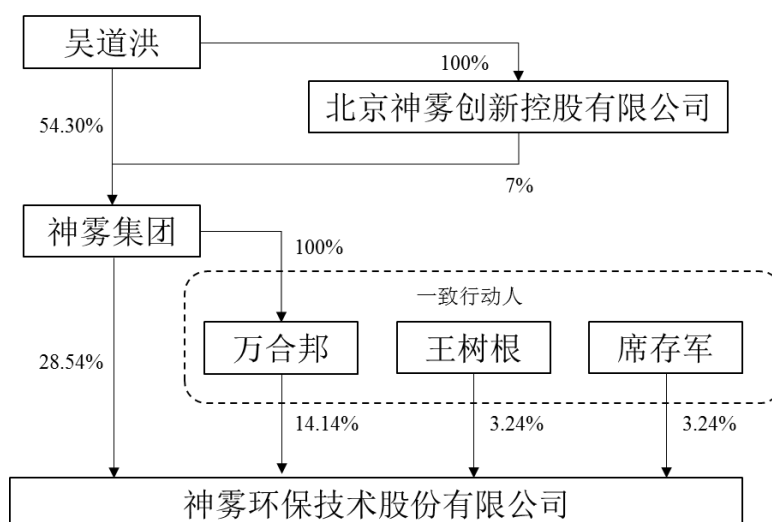 吴道洪
100%
北京神雾创新控股有限公司
54.30%
7%
神雾集团
100%
一致行动人
万合邦
王树根
席存军
28.54%
14.14%
3.24%
3.24%
神雾环保技术股份有限公司